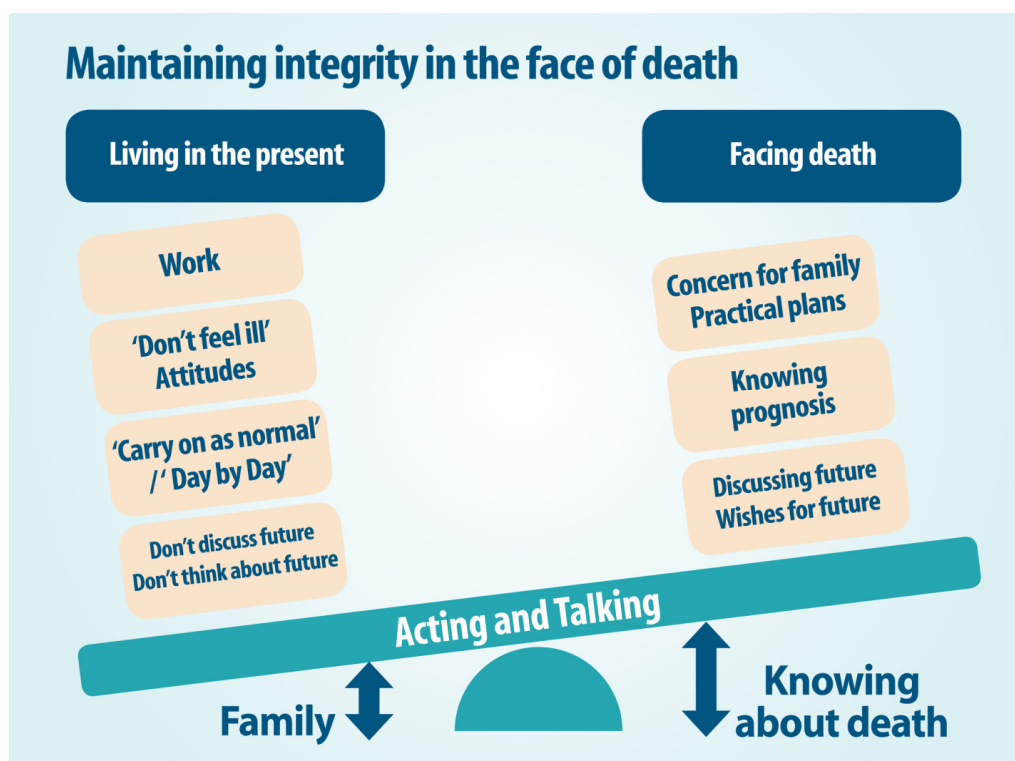 Maintaining integrity in the face of death
Living in the present
Facing death
Work
‘Don’t feel ill’
Attitudes
‘Carry on as normal’
/‘ Day by Day’
Don’t discuss future
Don’t think about future
Concern for family
Practical plans
Knowing
prognosis
Discussing future
Wishes for future
Acting and Talking
Family
Knowing
about death